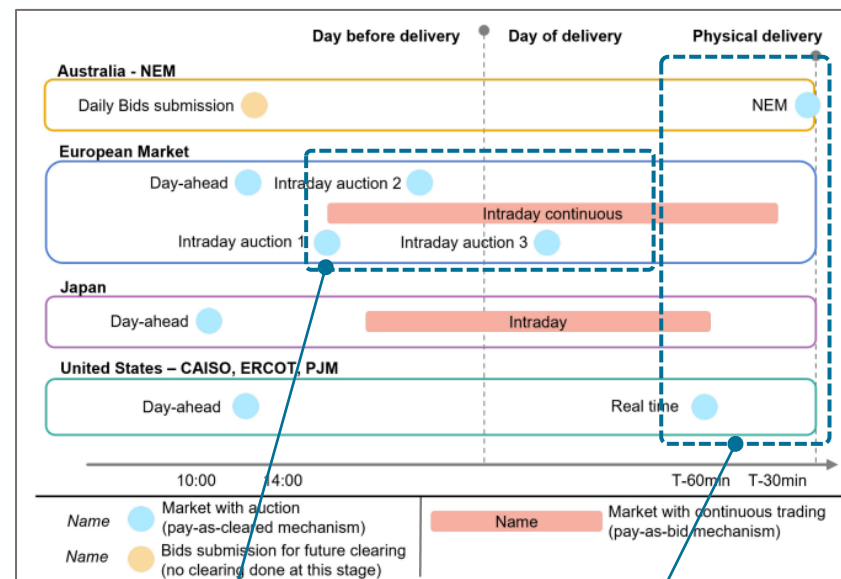 Day before delivery
Day of delivery
Physical delivery
Australia - NEM
Daily Bids submission
NEM
European Market
Day-ahead
Intraday auction 2
Intraday continuous
Intraday auction 1
Intraday auction 3
Japan
Day-ahead
Intraday
United States – CAISO, ERCOT, PJM
Day-ahead
Real time
10:00
14:00
T-60min
T-30min
Name
Market with auction
(pay-as-cleared mechanism)
Name
Bids submission for future clearing
(no clearing done at this stage)
Name
Market with continuous trading
(pay-as-bid mechanism)